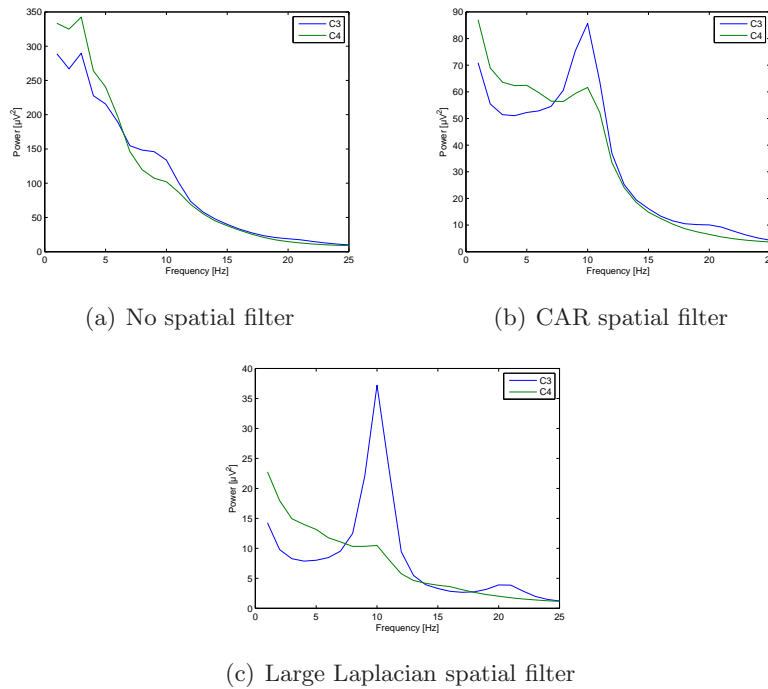 350
300
250
200
150
100
50
0
0 5 10 15 20 25
Frequency [Hz]
Power [µV²]
C3
C4
(a) No spatial filter
90
80
70
60
50
40
30
20
10
0
0 5 10 15 20 25
Frequency [Hz]
Power [µV²]
C3
C4
(b) CAR spatial filter
40
35
30
25
20
15
10
5
0
0 5 10 15 20 25
Frequency [Hz]
Power [µV²]
C3
C4
(c) Large Laplacian spatial filter